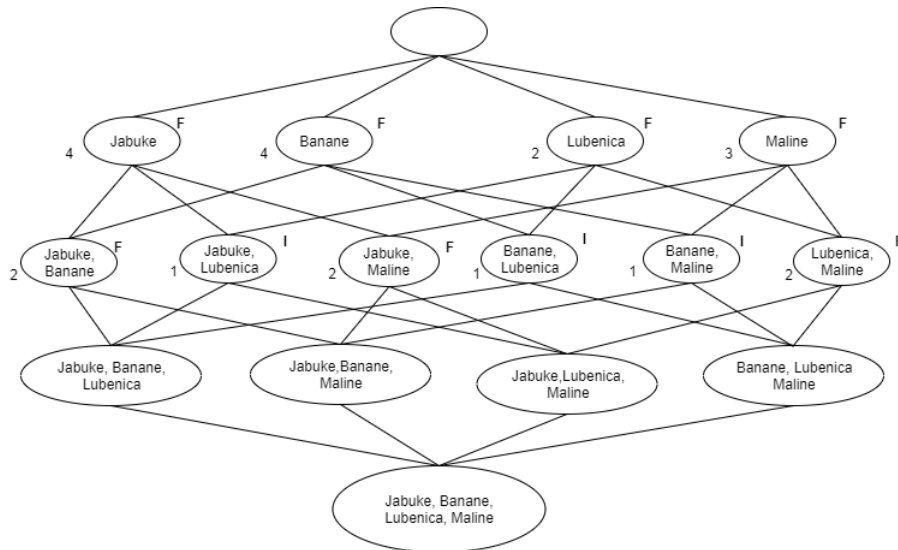 F F F F
Jabuke Banane Lubenica Maline
4 4 2 3
F I F I I F
Jabuke, Banane
Jabuke, Lubenica
Jabuke, Maline
Banane, Lubenica
Banane, Maline
Lubenica, Maline
2 1 2 1 1 2
Jabuke, Banane,
Lubenica
Jabuke,Banane,
Maline
Jabuke,Lubenica,
Maline
Banane, Lubenica
Maline
Jabuke, Banane,
Lubenica, Maline